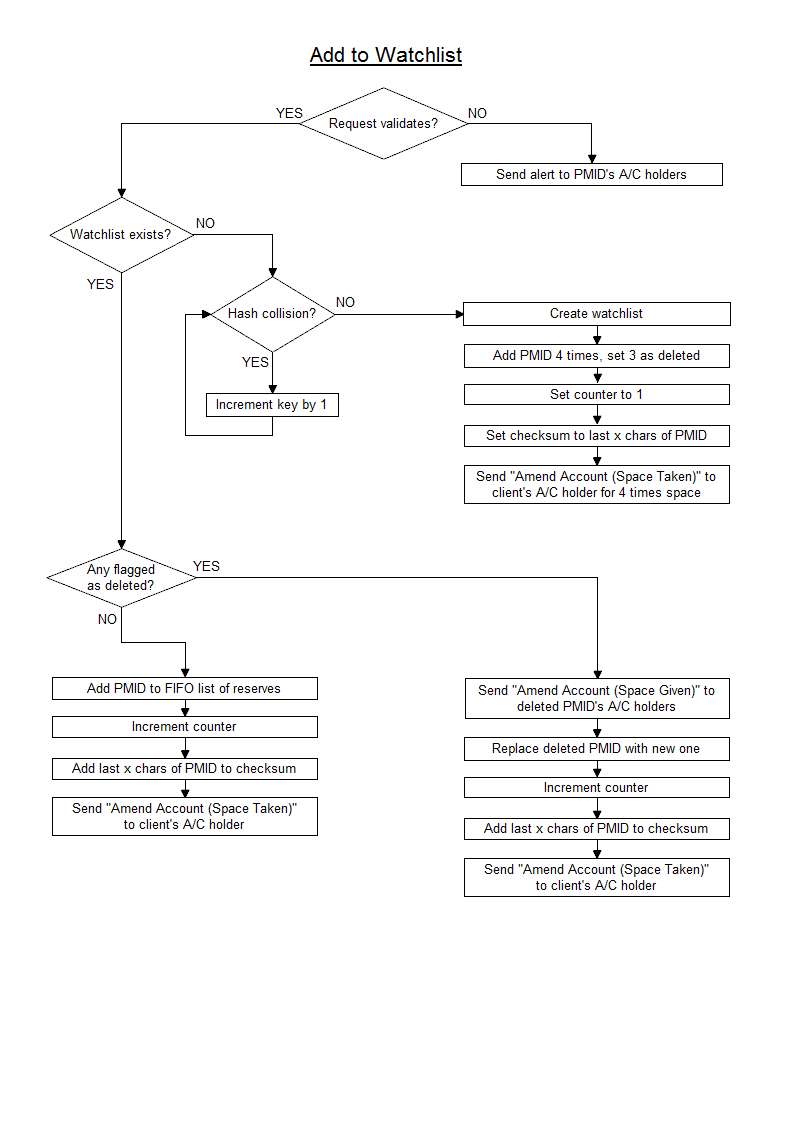 Add to Watchlist
YES
Request validates?
NO
Send alert to PMID's A/C holders
Watchlist exists?
NO
YES
Hash collision?
NO
YES
Increment key by 1
Create watchlist
Add PMID 4 times, set 3 as deleted
Set counter to 1
Set checksum to last x chars of PMID
Send "Amend Account (Space Taken)" to
client's A/C holder for 4 times space
Any flagged
as deleted?
YES
NO
Add PMID to FIFO list of reserves
Increment counter
Add last x chars of PMID to checksum
Send "Amend Account (Space Taken)"
to client's A/C holder
Send "Amend Account (Space Given)" to
deleted PMID's A/C holders
Replace deleted PMID with new one
Increment counter
Add last x chars of PMID to checksum
Send "Amend Account (Space Taken)"
to client's A/C holder